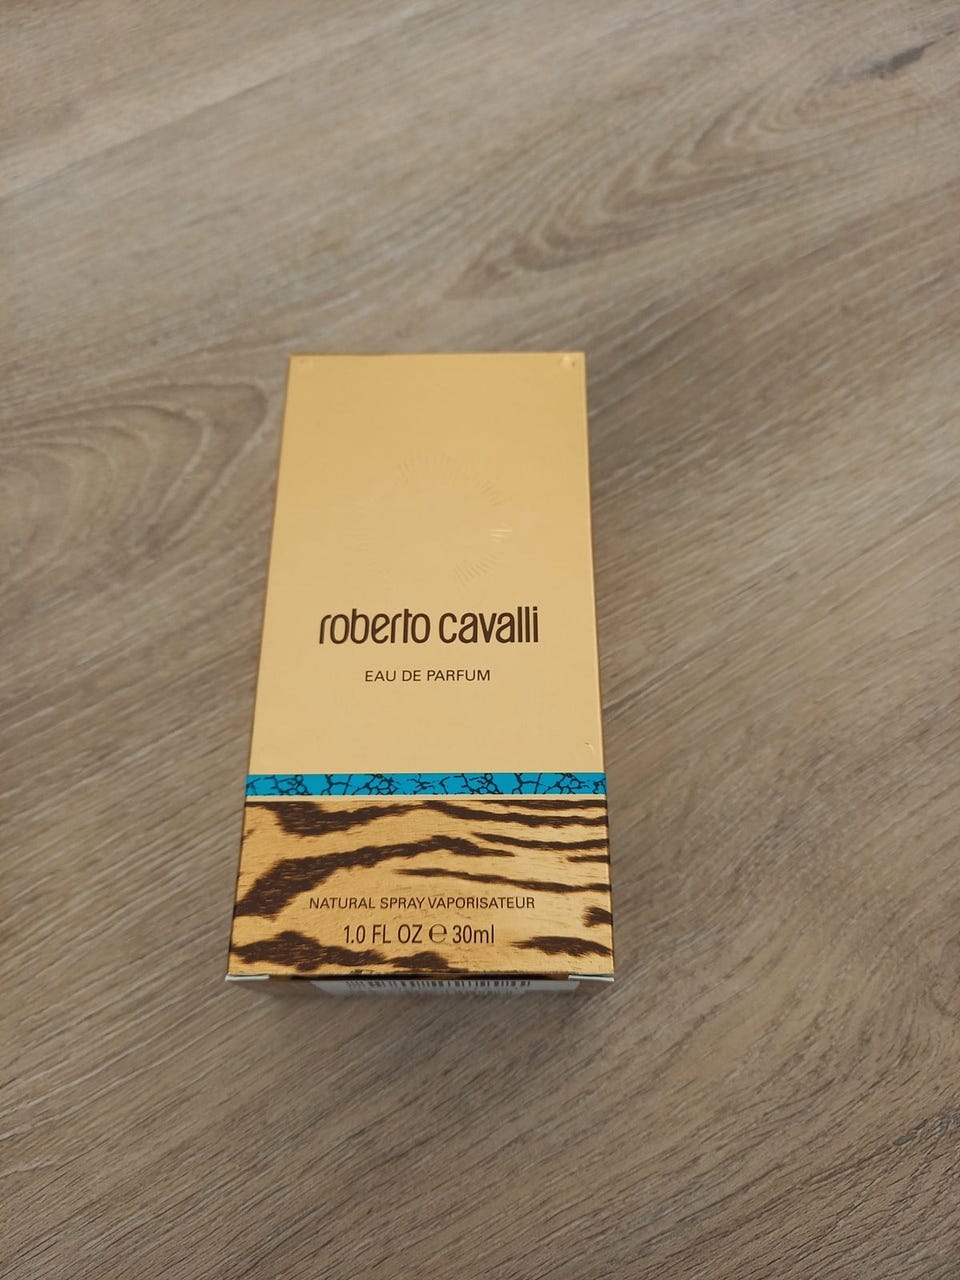 roberto cavalli
EAU DE PARFUM
NATURAL SPRAY VAPORISATEUR
1.0 FL OZ ℮ 30ml